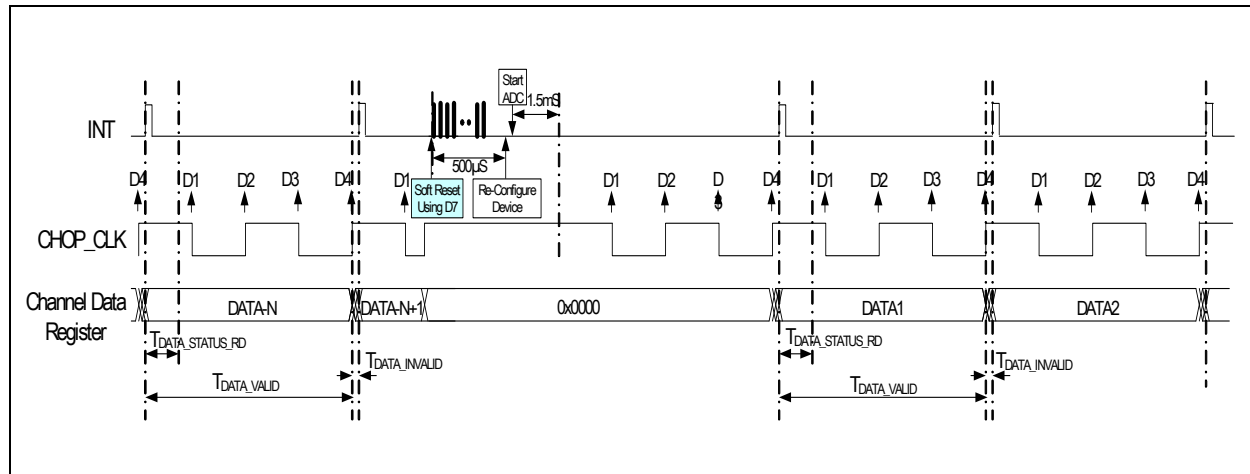 Start
ADC
1.5mS
INT
500µS
D4 D1 D2 D3 D4 D1 D1 D2 D D4 D1 D2 D3 D4 D1 D2 D3 D4
3
Soft Reset
Using D7
Re-Configure
Device
CHOP_CLK
Channel Data
Register
DATA-N DATA-N+1 0x0000 DATA1 DATA2
TDATA_STATUS_RD TDATA_STATUS_RD
TDATA_INVALID TDATA_INVALID
TDATA_VALID TDATA_VALID